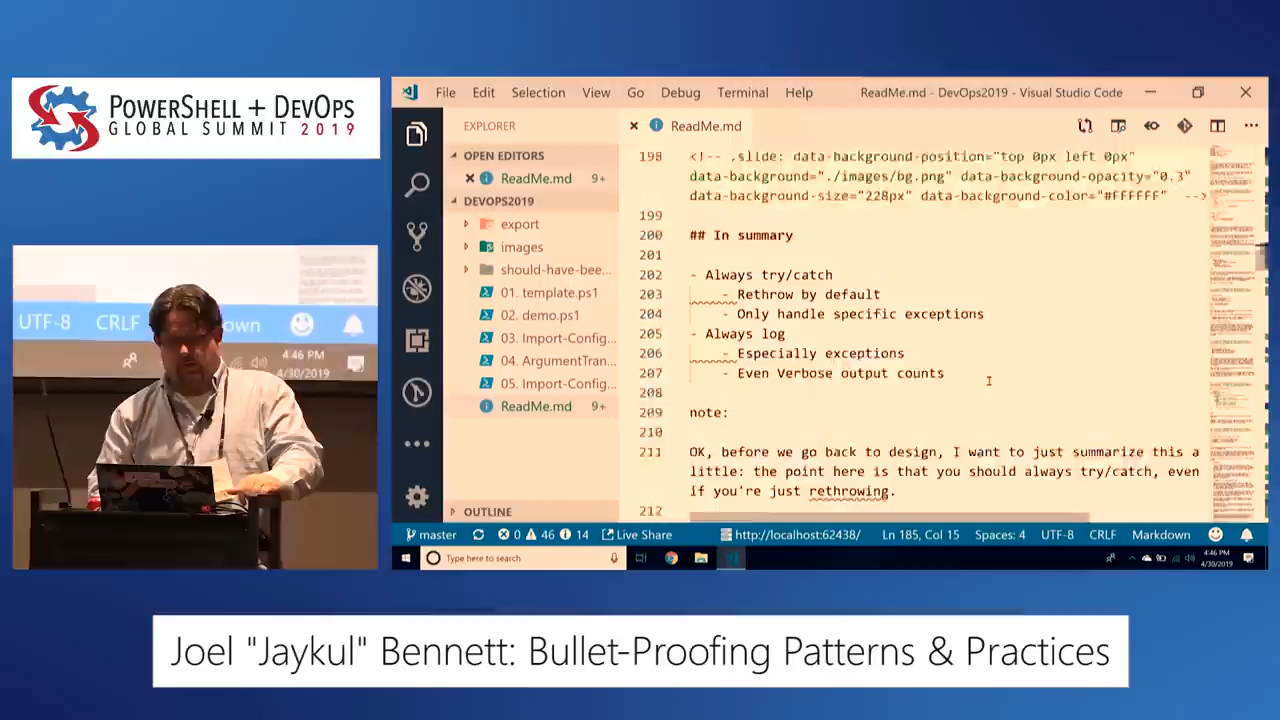 POWERSHELL + DEVOPS
GLOBAL SUMMIT 2019
UTF-8 CRLF
4:46 PM
4/30/2019
File Edit Selection View Go Debug Terminal Help ReadMe.md - DevOps2019 - Visual Studio Code
EXPLORER
OPEN EDITORS
ReadMe.md 9+
DEVOPS2019
export
images
should-have-bee...
01. template.ps1
02. demo.ps1
03. Import-Config...
04. ArgumentTran...
05. Import-Config...
ReadMe.md 9+
OUTLINE
ReadMe.md
198 <!-- .slide: data-background-position="top 0px left 0px"
data-background="./images/bg.png" data-background-opacity="0.3"
data-background-size="228px" data-background-color="#FFFFFF" -->
199
200 ## In summary
201
202 - Always try/catch
203 - Rethrow by default
204 - Only handle specific exceptions
205 - Always log
206 - Especially exceptions
207 - Even Verbose output counts
208
209 note:
210
211 OK, before we go back to design, I want to just summarize this a
little: the point here is that you should always try/catch, even
if you're just rethrowing.
212
master 0 46 14 Live Share http://localhost:62438/ Ln 185, Col 15 Spaces: 4 UTF-8 CRLF Markdown
Type here to search
4:46 PM
4/30/2019
Joel "Jaykul" Bennett: Bullet-Proofing Patterns & Practices